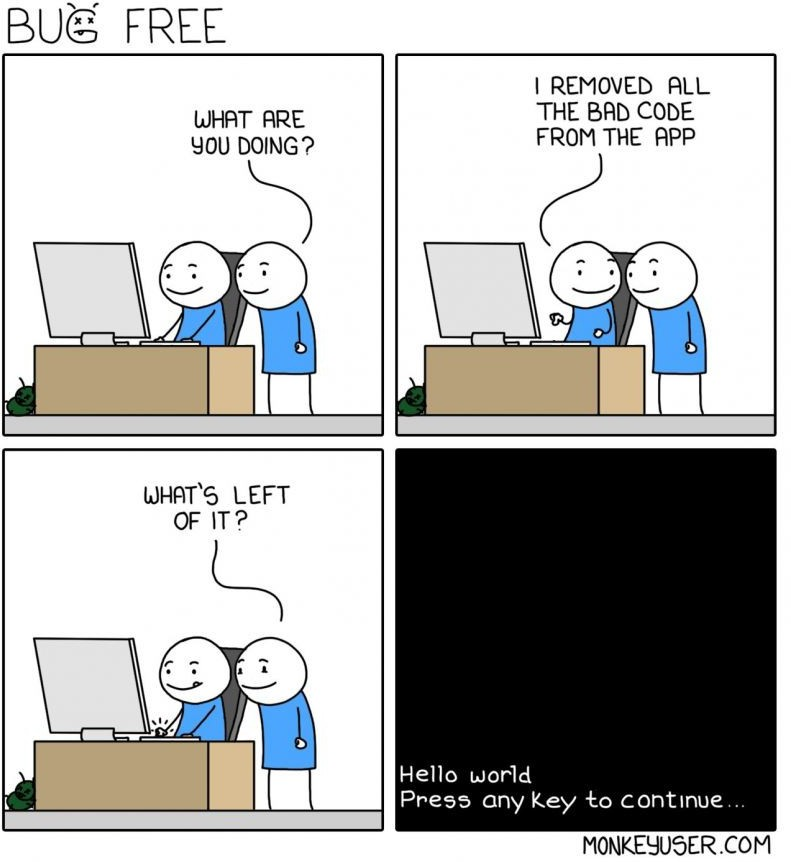 BUG FREE
WHAT ARE
YOU DOING?
I REMOVED ALL
THE BAD CODE
FROM THE APP
WHAT'S LEFT
OF IT?
Hello world
Press any key to continue...
MONKEYUSER.COM